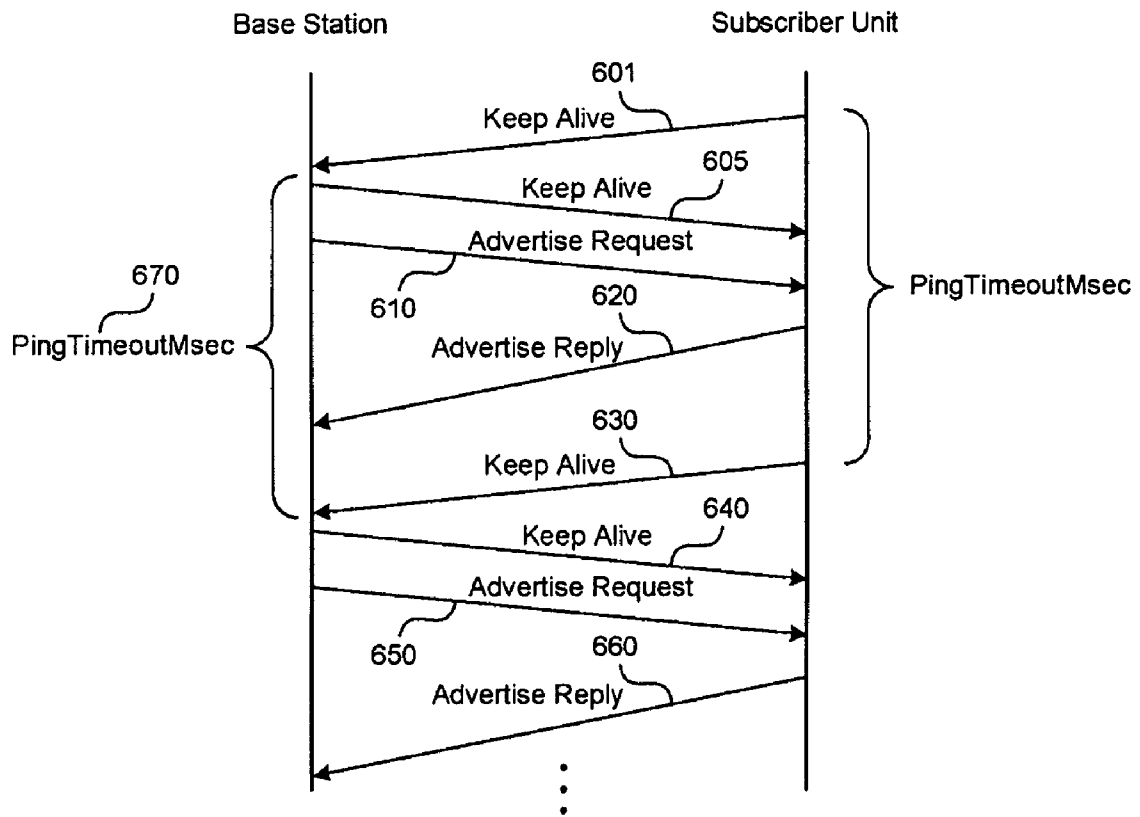 Base Station
Subscriber Unit
601
Keep Alive
605
Keep Alive
Advertise Request
670
610
620
PingTimeoutMsec
PingTimeoutMsec
Advertise Reply
630
Keep Alive
640
Keep Alive
Advertise Request
650
660
Advertise Reply